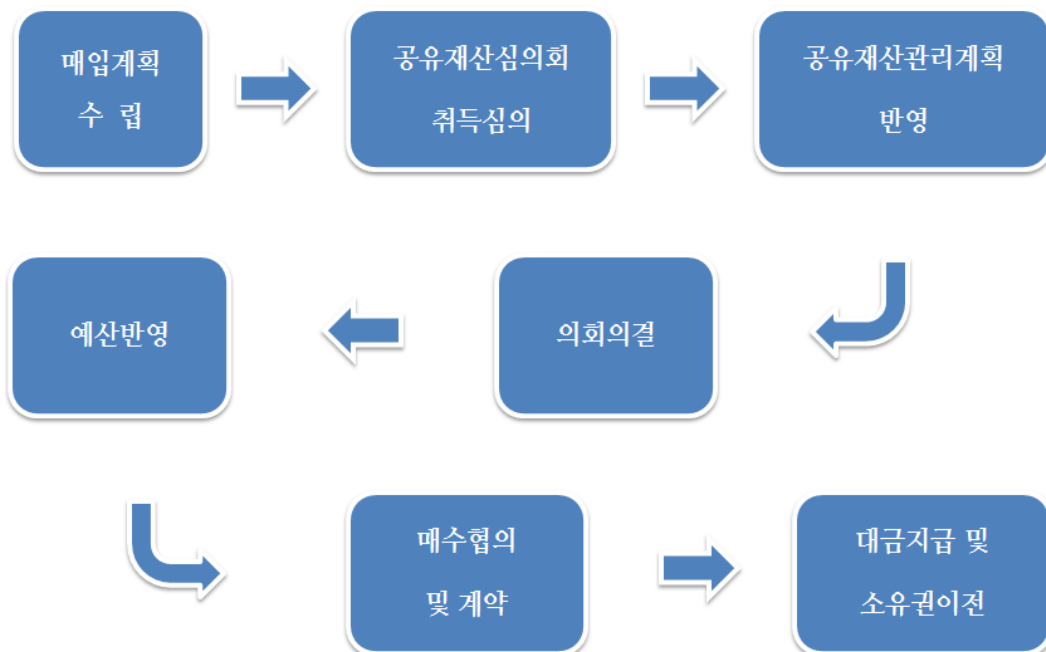 매입계획
수 립
공유재산심의회
취득심의
공유재산관리계획
반영
의회의결
예산반영
매수협의
및 계약
대금지급 및
소유권이전